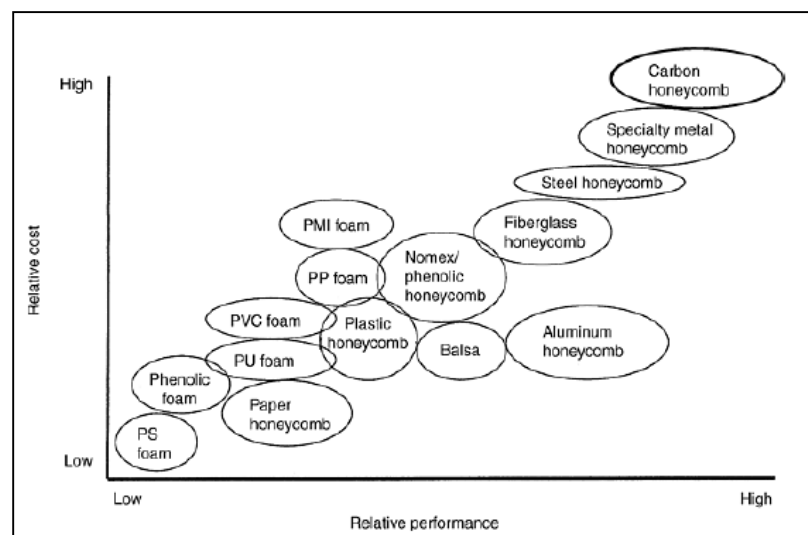 High
Carbon
honeycomb
Specialty metal
honeycomb
Steel honeycomb
PMI foam
Fiberglass
honeycomb
Nomex/
phenolic
honeycomb
PP foam
Relative cost
PVC foam
Plastic
honeycomb
Balsa
Aluminum
honeycomb
PU foam
Phenolic
foam
Paper
honeycomb
PS
foam
Low
Low
High
Relative performance